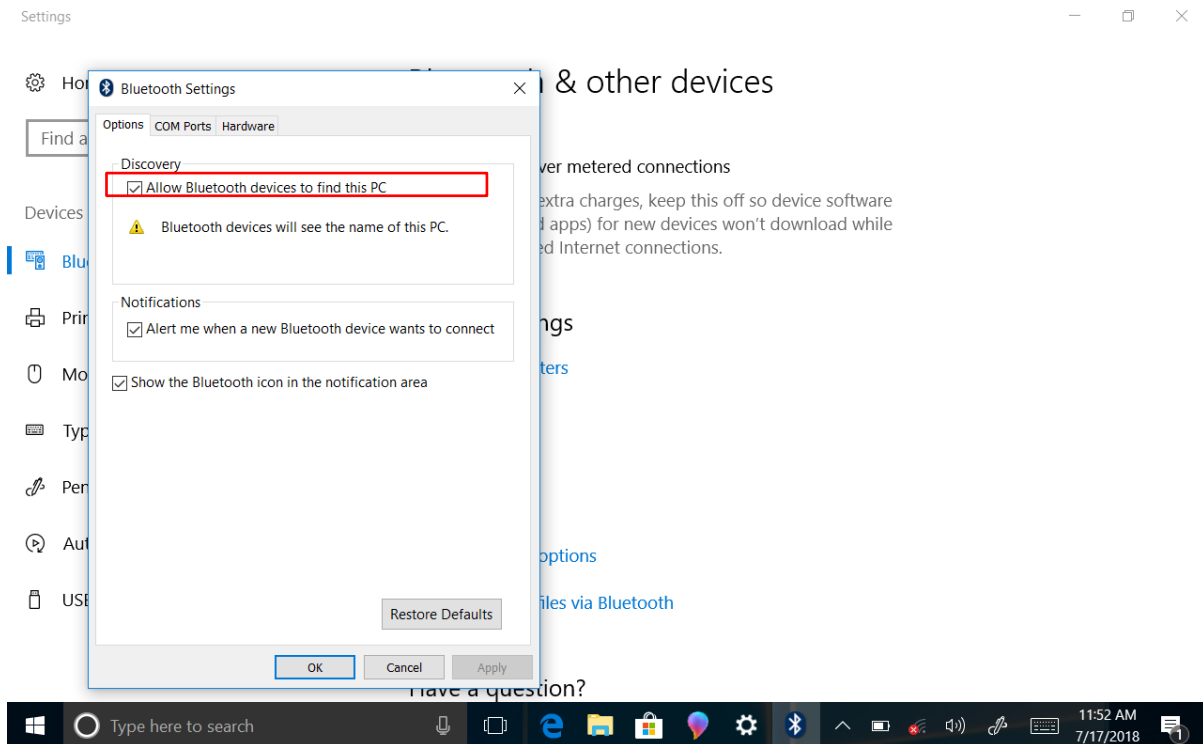 Settings
& other devices
Bluetooth Settings
Options COM Ports Hardware
Find a
Discovery
Allow Bluetooth devices to find this PC
ver metered connections
extra charges, keep this off so device software
apps) for new devices won't download while
ed Internet connections.
Devices
Bluetooth devices will see the name of this PC.
Notifications
Alert me when a new Bluetooth device wants to connect
ngs
Show the Bluetooth icon in the notification area
ters
Mo
Typ
Pen
Aut
options
USB
files via Bluetooth
Restore Defaults
OK Cancel Apply
Have a question?
Type here to search
11:52 AM
7/17/2018
1